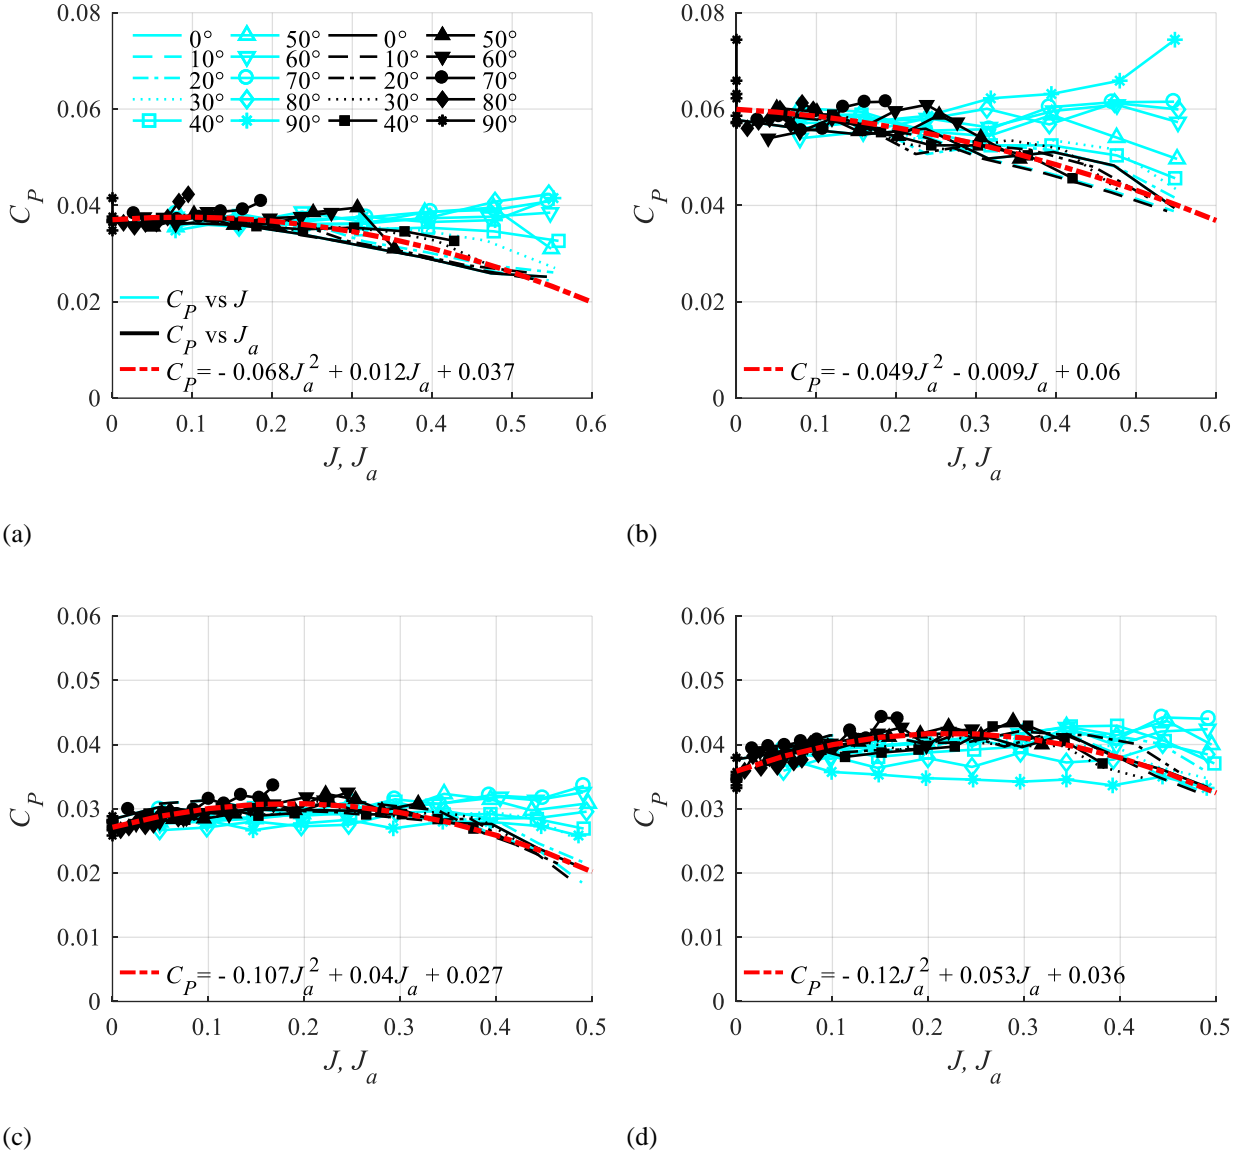 0.08
0.06
0.04
0.02
0
C_P
0° 50° 0° 50°
10° 60° 10° 60°
20° 70° 20° 70°
30° 80° 30° 80°
40° 90° 40° 90°
C_P vs J
C_P vs J_a
C_P= - 0.068J_a^2 + 0.012J_a + 0.037
0 0.1 0.2 0.3 0.4 0.5 0.6
J, J_a
(a)
0.08
0.06
0.04
0.02
0
C_P
C_P= - 0.049J_a^2 - 0.009J_a + 0.06
0 0.1 0.2 0.3 0.4 0.5 0.6
J, J_a
(b)
0.06
0.05
0.04
0.03
0.02
0.01
0
C_P
C_P= - 0.107J_a^2 + 0.04J_a + 0.027
0 0.1 0.2 0.3 0.4 0.5
J, J_a
(c)
0.06
0.05
0.04
0.03
0.02
0.01
0
C_P
C_P= - 0.12J_a^2 + 0.053J_a + 0.036
0 0.1 0.2 0.3 0.4 0.5
J, J_a
(d)